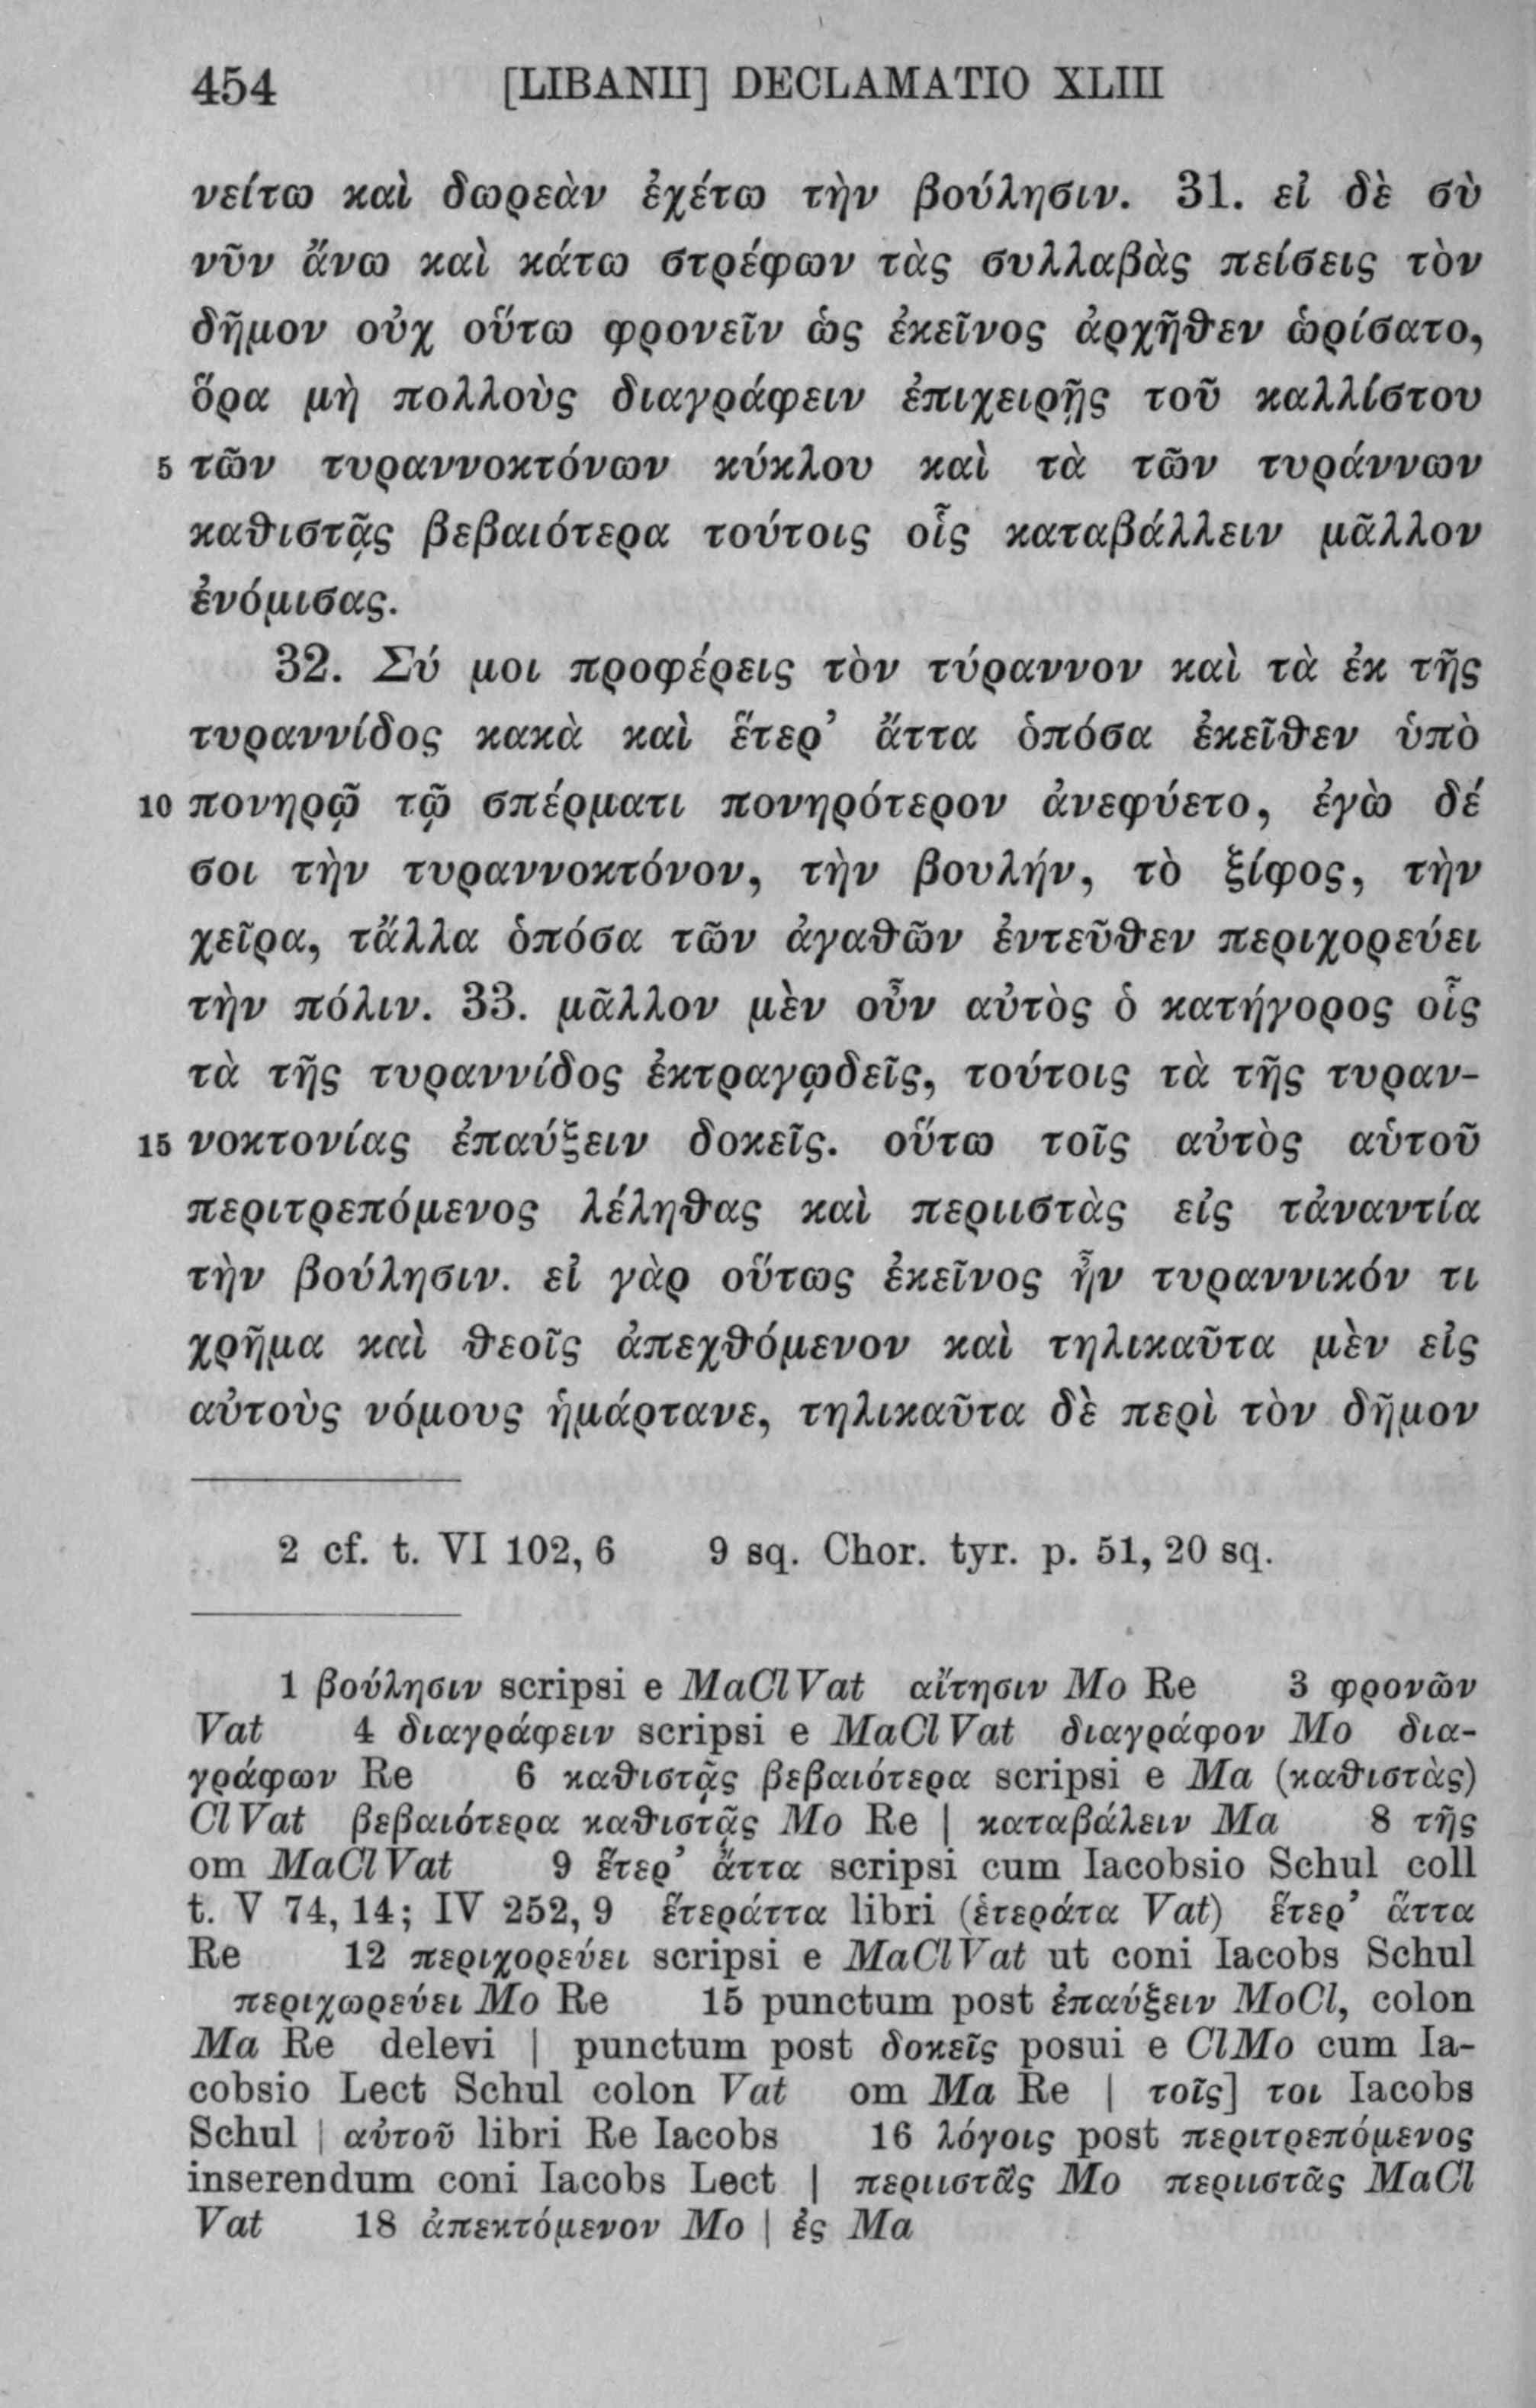 454 [LIBANII] DECLAMATIO XLIII
νείτω καὶ δωρεὰν ἐχέτω τὴν βούλησιν. 31. εἰ δὲ σὺ
νῦν ἄνω καὶ κάτω στρέφων τὰς συλλαβὰς πείσεις τὸν
δῆμον οὐχ οὕτω φρονεῖν ὡς ἐκεῖνος ἀρχῆθεν ὡρίσατο,
ὅρα μὴ πολλοὺς διαγράφειν ἐπιχειρῇς τοῦ καλλίστου
5 τῶν τυραννοκτόνων κύκλου καὶ τὰ τῶν τυράννων
καθιστᾷς βεβαιότερα τούτοις οἷς καταβάλλειν μᾶλλον
ἐνόμισας.
32. Σύ μοι προφέρεις τὸν τύραννον καὶ τὰ ἐκ τῆς
τυραννίδος κακὰ καὶ ἕτερ’ ἄττα ὁπόσα ἐκεῖθεν ὑπὸ
10 πονηρῷ τῷ σπέρματι πονηρότερον ἀνεφύετο, ἐγὼ δέ
σοι τὴν τυραννοκτόνον, τὴν βουλήν, τὸ ξίφος, τὴν
χεῖρα, τἄλλα ὁπόσα τῶν ἀγαθῶν ἐντεῦθεν περιχορεύει
τὴν πόλιν. 33. μᾶλλον μὲν οὖν αὐτὸς ὁ κατήγορος οἷς
τὰ τῆς τυραννίδος ἐκτραγῳδεῖς, τούτοις τὰ τῆς τυραν-
15 νοκτονίας ἐπαύξειν δοκεῖς. οὕτω τοῖς αὐτὸς αὑτοῦ
περιτρεπόμενος λέληθας καὶ περιιστὰς εἰς τἀναντία
τὴν βούλησιν. εἰ γὰρ οὕτως ἐκεῖνος ἦν τυραννικόν τι
χρῆμα καὶ θεοῖς ἀπεχθόμενον καὶ τηλικαῦτα μὲν εἰς
αὐτοὺς νόμους ἡμάρτανε, τηλικαῦτα δὲ περὶ τὸν δῆμον
2 cf. t. VI 102, 6 9 sq. Chor. tyr. p. 51, 20 sq.
1 βούλησιν scripsi e MaClVat αἴτησιν Mo Re 3 φρονῶν
Vat 4 διαγράφειν scripsi e MaClVat διαγράφον Mo δια-
γράφων Re 6 καθιστᾷς βεβαιότερα scripsi e Ma (καθιστὰς)
ClVat βεβαιότερα καθιστᾷς Mo Re | καταβάλειν Ma 8 τῆς
om MaClVat 9 ἕτερ’ ἄττα scripsi cum Iacobsio Schul coll
t. V 74, 14; IV 252, 9 ἕτεράττα libri (ἑτεράτα Vat) ἕτερ’ ἅττα
Re 12 περιχορεύει scripsi e MaClVat ut coni Iacobs Schul
περιχωρεύει Mo Re 15 punctum post ἐπαύξειν MoCl, colon
Ma Re delevi | punctum post δοκεῖς posui e ClMo cum Ia-
cobsio Lect Schul colon Vat om Ma Re | τοῖς] τοι Iacobs
Schul | αὐτοῦ libri Re Iacobs 16 λόγοις post περιτρεπόμενος
inserendum coni Iacobs Lect | περιιστᾷς Mo περιιστᾶς MaCl
Vat 18 ἀπεκτόμενον Mo | ἐς Ma